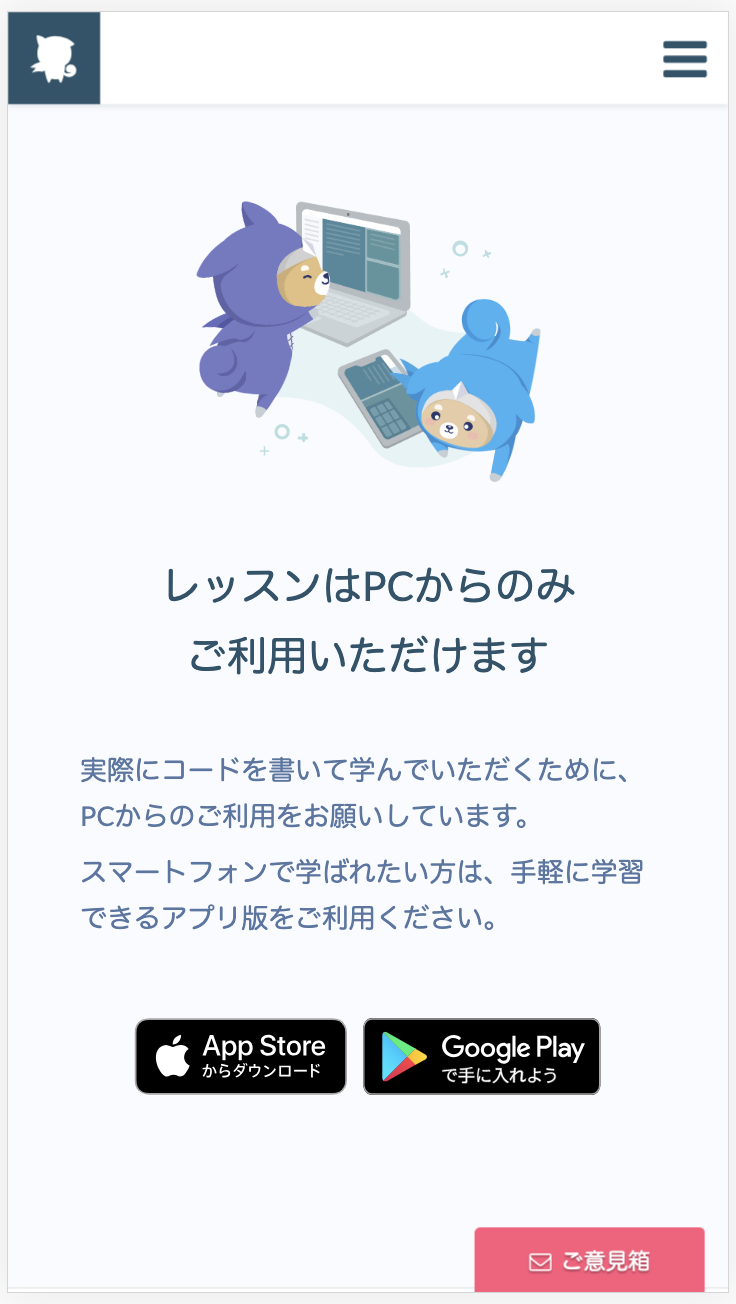 レッスンはPCからのみ
ご利用いただけます
実際にコードを書いて学んでいただくために、
PCからのご利用をお願いしています。
スマートフォンで学ばれたい方は、手軽に学習
できるアプリ版をご利用ください。
App Store
からダウンロード
Google Play
で手に入れよう
ご意見箱